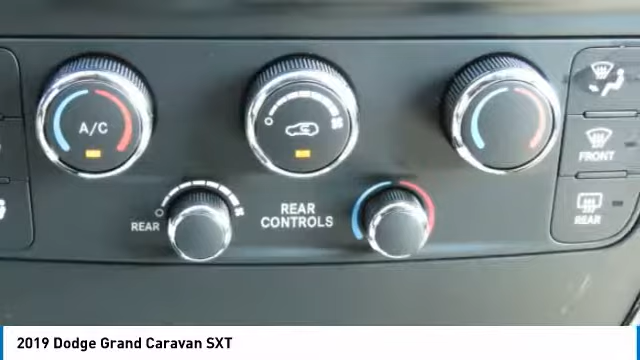 A/C
FRONT
REAR
REAR
CONTROLS
REAR
2019 Dodge Grand Caravan SXT